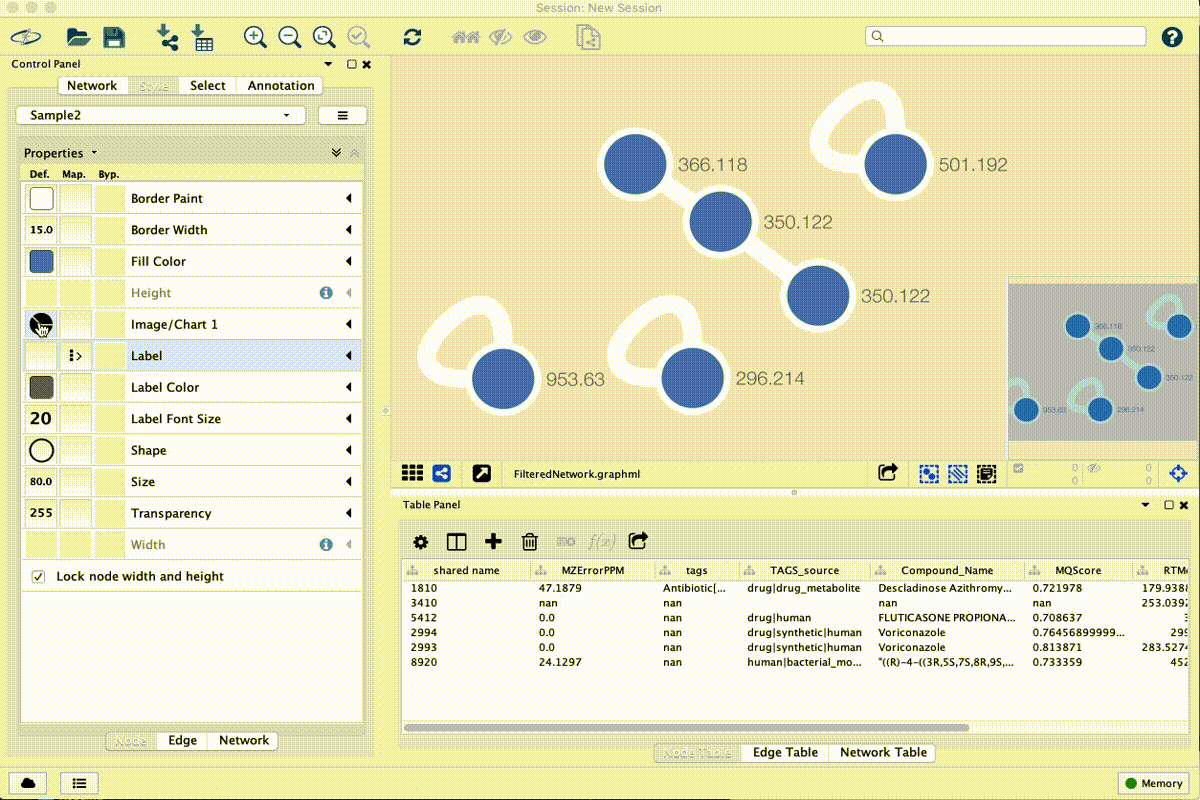 Session: New Session
Control Panel
Network Style Select Annotation
Sample2
Properties
Def. Map. Byp.
Border Paint
15.0 Border Width
Fill Color
Height
Image/Chart 1
Label
Label Color
20 Label Font Size
Shape
80.0 Size
255 Transparency
Width
Lock node width and height
Node Edge Network
366.118
501.192
350.122
350.122
953.63
296.214
366.118
350.122
350.122
953.63
296.214
FilteredNetwork.graphml
0 0
0 0
Table Panel
f(x)
shared name MZErrorPPM tags TAGS_source Compound_Name MQScore RTMe
1810 47.1879 Antibiotic[... drug|drug_metabolite Descladinose Azithromy... 0.721978 179.9388
3410 nan nan nan nan 253.0392
5412 0.0 drug|human FLUTICASONE PROPIONA... 0.708637 3
2994 0.0 nan drug|synthetic|human Voriconazole 0.76456899999... 299
2993 0.0 nan drug|synthetic|human Voriconazole 0.813871 283.5274
8920 24.1297 nan human|bacterial_mo... "((R)-4-((3R,5S,7S,8R,9S,... 0.733359 452
Node Table Edge Table Network Table
Memory